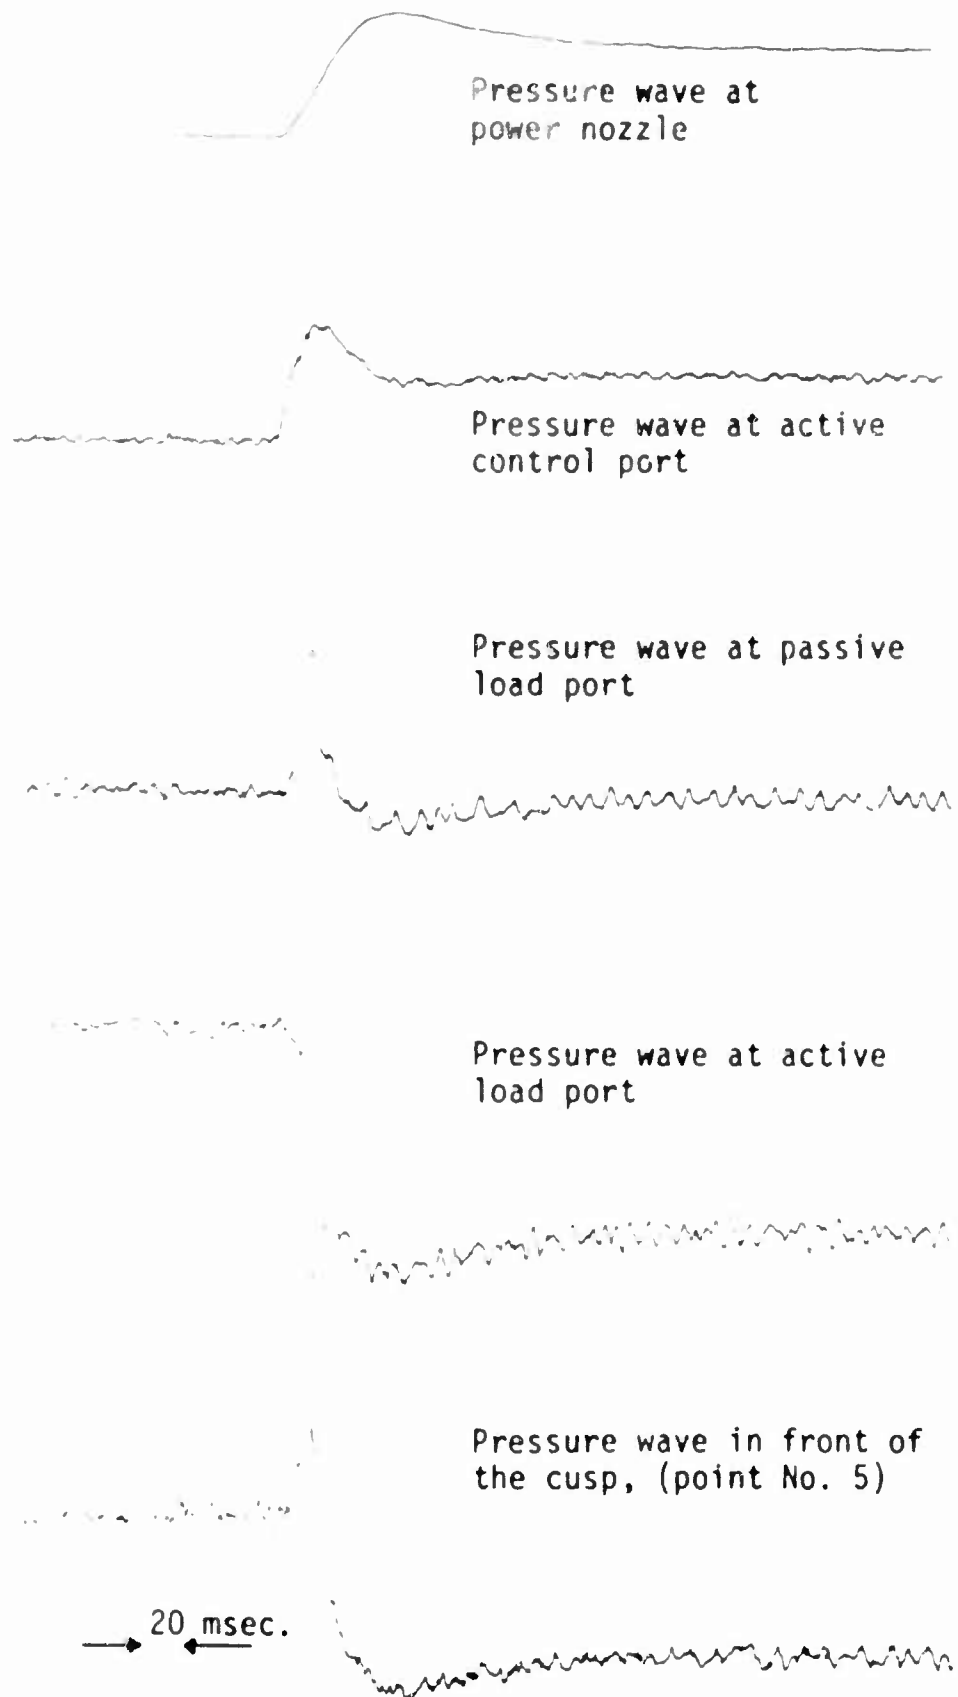 Pressure wave at
power nozzle
Pressure wave at active
control port
Pressure wave at passive
load port
Pressure wave at active
load port
Pressure wave in front of
the cusp, (point No. 5)
20 msec.